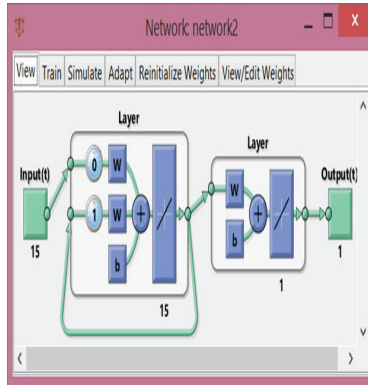 Network: network2
View Train Simulate Adapt Reinitialize Weights View/Edit Weights
Layer
Layer
Input(t)
Output(t)
0
W
1
W
W
b
b
15
15
1
1